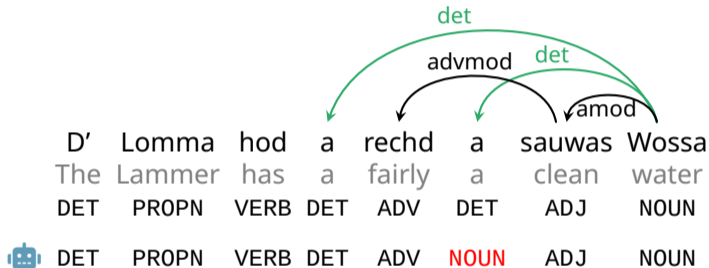 det
advmod det
amod
D’ Lomma hod a rechd a sauwas Wossa
The Lammer has a fairly a clean water
DET PROPN VERB DET ADV DET ADJ NOUN
DET PROPN VERB DET ADV NOUN ADJ NOUN